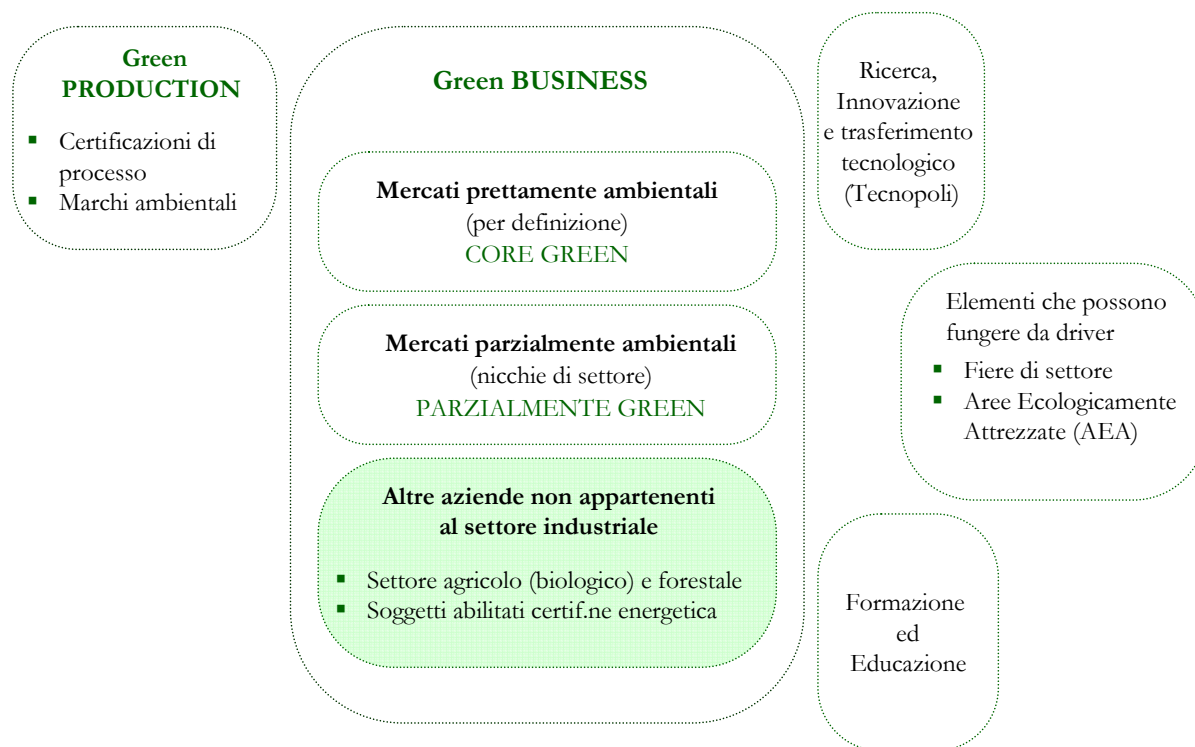 Green
PRODUCTION
▪ Certificazioni di
processo
▪ Marchi ambientali
Green BUSINESS
Mercati prettamente ambientali
(per definizione)
CORE GREEN
Mercati parzialmente ambientali
(nicchie di settore)
PARZIALMENTE GREEN
Altre aziende non appartenenti
al settore industriale
▪ Settore agricolo (biologico) e forestale
▪ Soggetti abilitati certif.ne energetica
Ricerca,
Innovazione
e trasferimento
tecnologico
(Tecnopoli)
Elementi che possono
fungere da driver
▪ Fiere di settore
▪ Aree Ecologicamente
Attrezzate (AEA)
Formazione
ed
Educazione